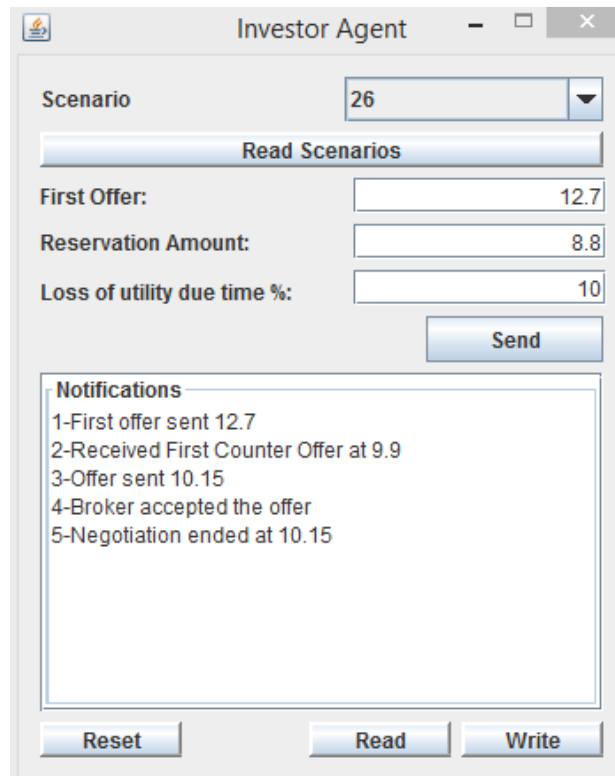 Investor Agent
Scenario 26
Read Scenarios
First Offer: 12.7
Reservation Amount: 8.8
Loss of utility due time %: 10
Send
Notifications
1-First offer sent 12.7
2-Received First Counter Offer at 9.9
3-Offer sent 10.15
4-Broker accepted the offer
5-Negotiation ended at 10.15
Reset Read Write